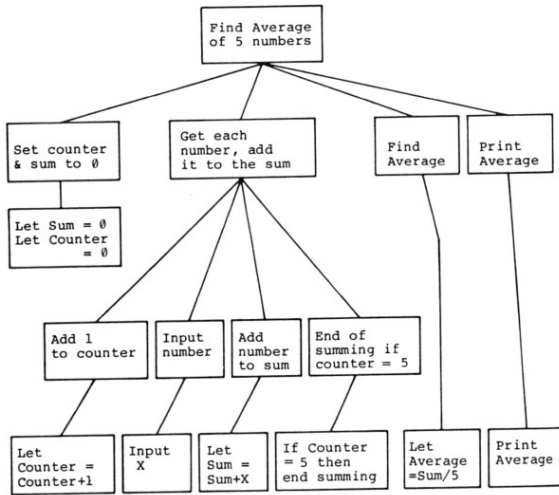 Find Average
of 5 numbers
Set counter
& sum to 0
Get each
number, add
it to the sum
Find
Average
Print
Average
Let Sum = 0
Let Counter
= 0
Add 1
to counter
Input
number
Add
number
to sum
End of
summing if
counter = 5
Let
Counter =
Counter+1
Input
X
Let
Sum =
Sum+X
If Counter
= 5 then
end summing
Let
Average
=Sum/5
Print
Average